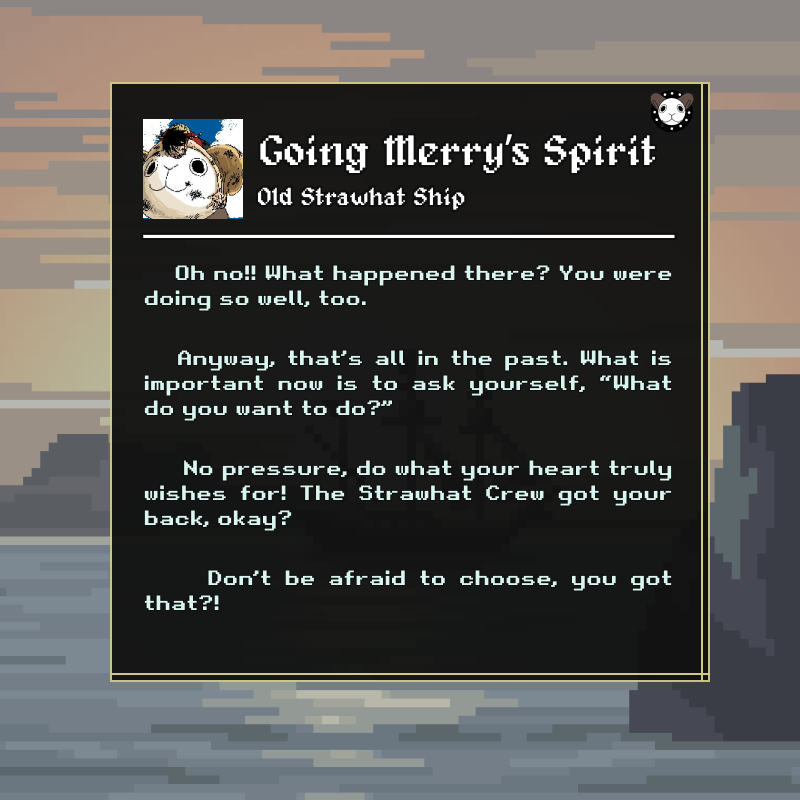 Going Merry's Spirit
Old Strawhat Ship
Oh no!! What happened there? You were
doing so well, too.
Anyway, that's all in the past. What is
important now is to ask yourself, “What
do you want to do?”
No pressure, do what your heart truly
wishes for! The Strawhat Crew got your
back, okay?
Don't be afraid to choose, you got
that?!